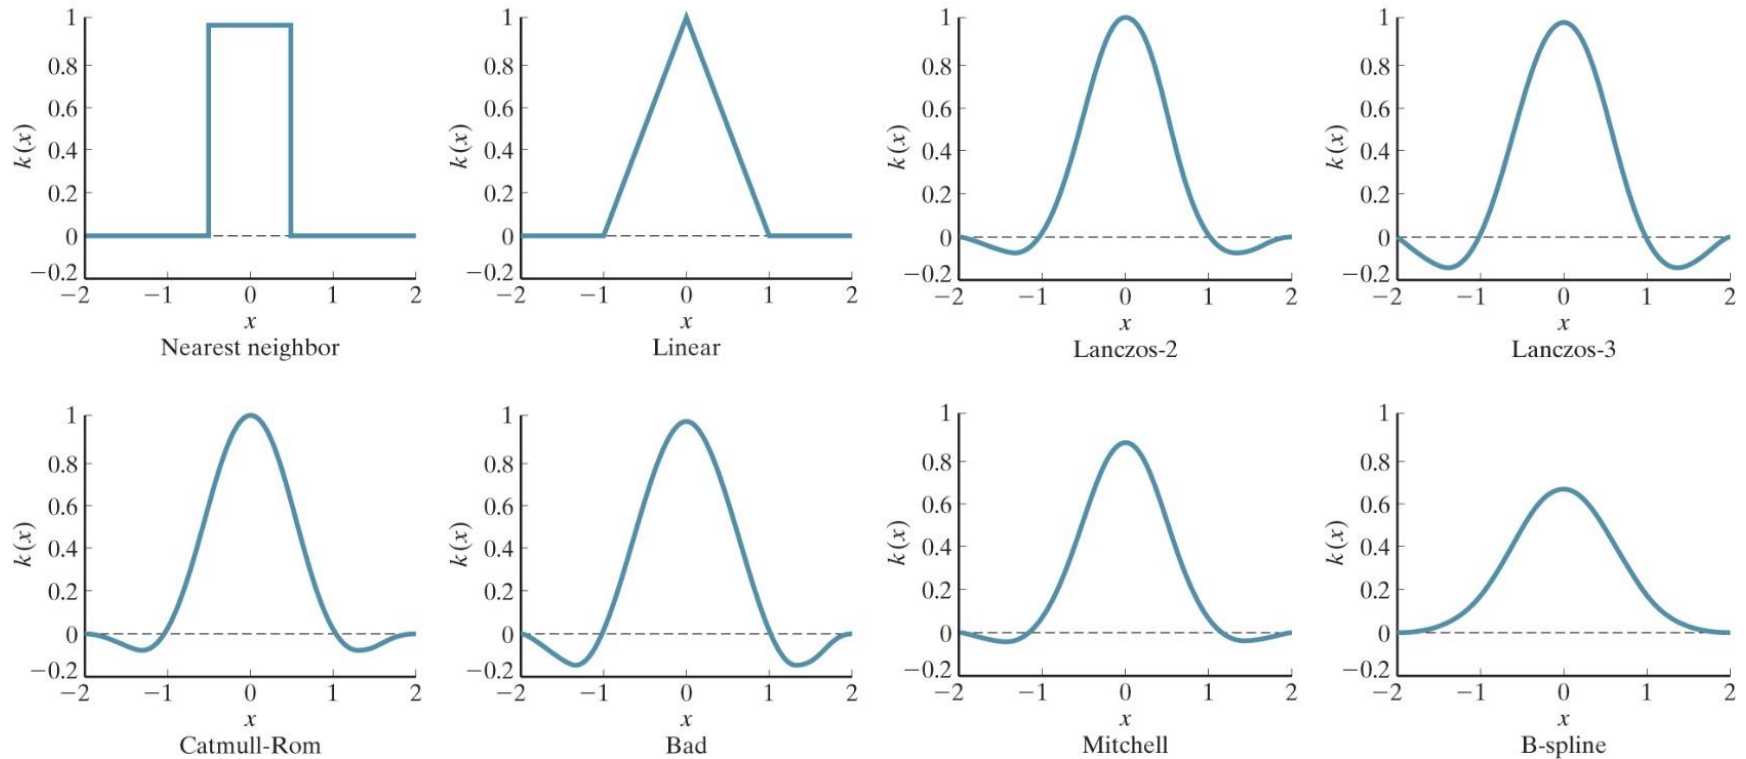 1
0.8
0.6
k(x)
0.4
0.2
0
−0.2
−2 −1 0 1 2
x
Nearest neighbor
1
0.8
0.6
k(x)
0.4
0.2
0
−0.2
−2 −1 0 1 2
x
Linear
1
0.8
0.6
k(x)
0.4
0.2
0
−0.2
−2 −1 0 1 2
x
Lanczos-2
1
0.8
0.6
k(x)
0.4
0.2
0
−0.2
−2 −1 0 1 2
x
Lanczos-3
1
0.8
0.6
k(x)
0.4
0.2
0
−0.2
−2 −1 0 1 2
x
Catmull-Rom
1
0.8
0.6
k(x)
0.4
0.2
0
−0.2
−2 −1 0 1 2
x
Bad
1
0.8
0.6
k(x)
0.4
0.2
0
−0.2
−2 −1 0 1 2
x
Mitchell
1
0.8
0.6
k(x)
0.4
0.2
0
−0.2
−2 −1 0 1 2
x
B-spline